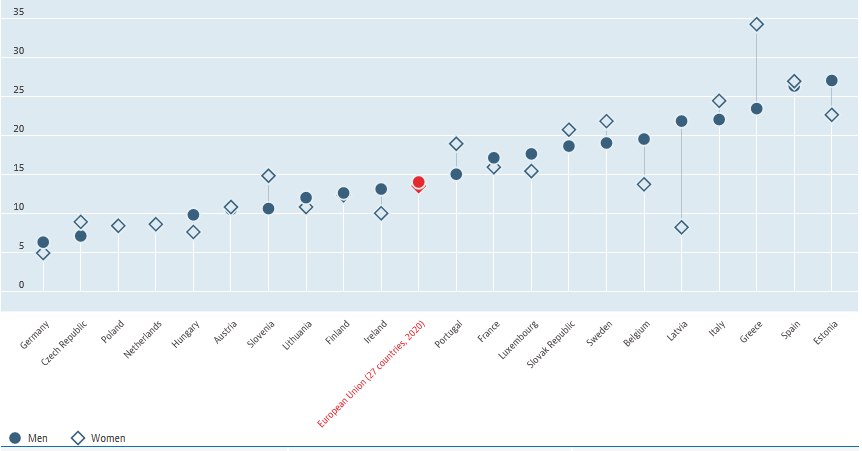 35
30
25
20
15
10
5
0
Germany
Czech Republic
Poland
Netherlands
Hungary
Austria
Slovenia
Lithuania
Finland
Ireland
European Union (27 countries, 2020)
Portugal
France
Luxembourg
Slovak Republic
Sweden
Belgium
Latvia
Italy
Greece
Spain
Estonia
Men
Women